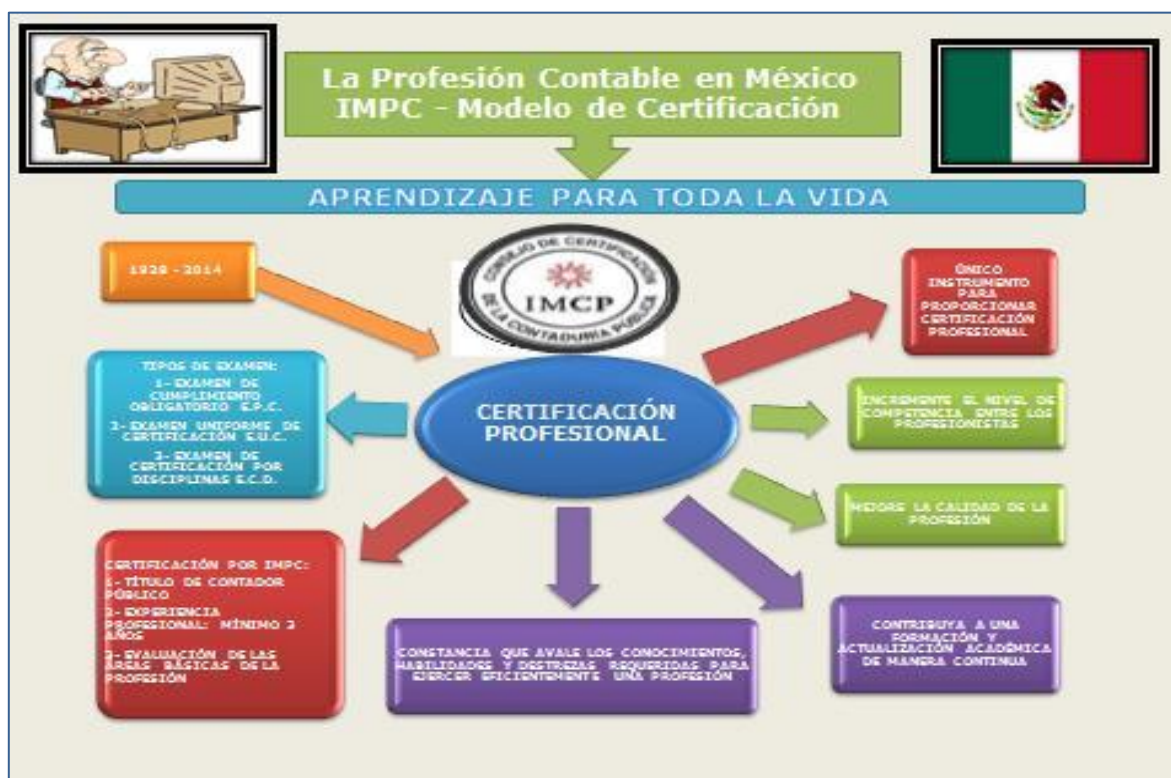 La Profesión Contable en México
IMPC - Modelo de Certificación
APRENDIZAJE PARA TODA LA VIDA
1928 - 2014
CONSEJO DE CERTIFICACIÓN
IMCP
DE LA CONTADURÍA PÚBLICA
ÚNICO
INSTRUMENTO
PARA
PROPORCIONAR
CERTIFICACIÓN
PROFESIONAL
TIPOS DE EXAMEN:
1- EXAMEN DE
CUMPLIMIENTO
OBLIGATORIO E.P.C.
2- EXAMEN UNIFORME DE
CERTIFICACIÓN E.U.C.
3- EXAMEN DE
CERTIFICACIÓN POR
DISCIPLINAS E.C.D.
CERTIFICACIÓN
PROFESIONAL
INCREMENTE EL NIVEL DE
COMPETENCIA ENTRE LOS
PROFESIONISTAS
MEJORE LA CALIDAD DE LA
PROFESIÓN
CERTIFICACIÓN POR IMPC:
1- TÍTULO DE CONTADOR
PÚBLICO
2- EXPERIENCIA
PROFESIONAL: MÍNIMO 3
AÑOS
3- EVALUACIÓN DE LAS
ÁREAS BÁSICAS DE LA
PROFESIÓN
CONSTANCIA QUE AVALE LOS CONOCIMIENTOS,
HABILIDADES Y DESTREZAS REQUERIDAS PARA
EJERCER EFICIENTEMENTE UNA PROFESIÓN
CONTRIBUYA A UNA
FORMACIÓN Y
ACTUALIZACIÓN ACADÉMICA
DE MANERA CONTINUA